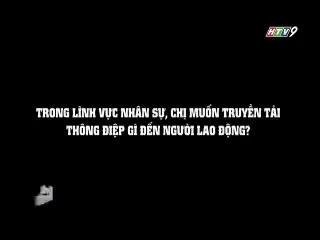 HTV9
TRONG LĨNH VỰC NHÂN SỰ, CHỊ MUỐN TRUYỀN TẢI
THÔNG ĐIỆP GÌ ĐẾN NGƯỜI LAO ĐỘNG?